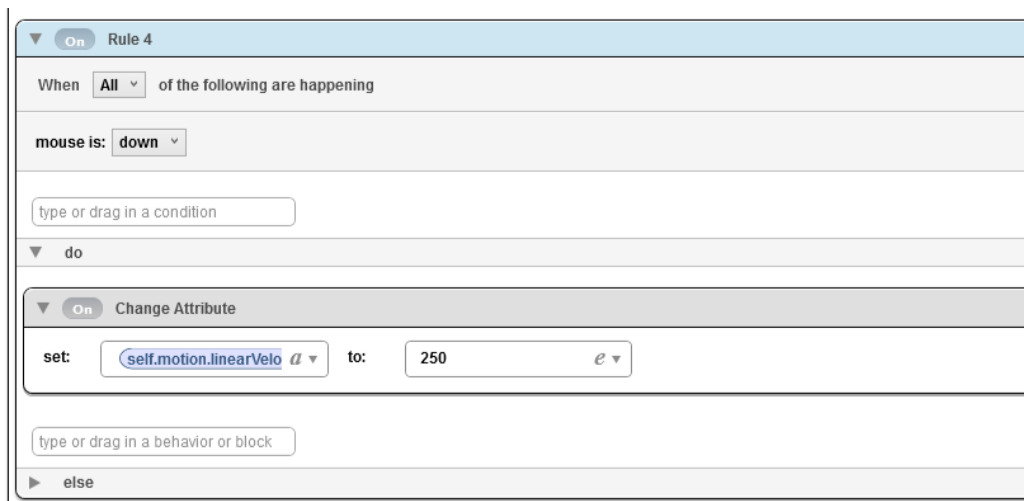 On Rule 4
When All of the following are happening
mouse is: down
type or drag in a condition
do
On Change Attribute
set: self.motion.linearVelo a to: 250 e
type or drag in a behavior or block
else